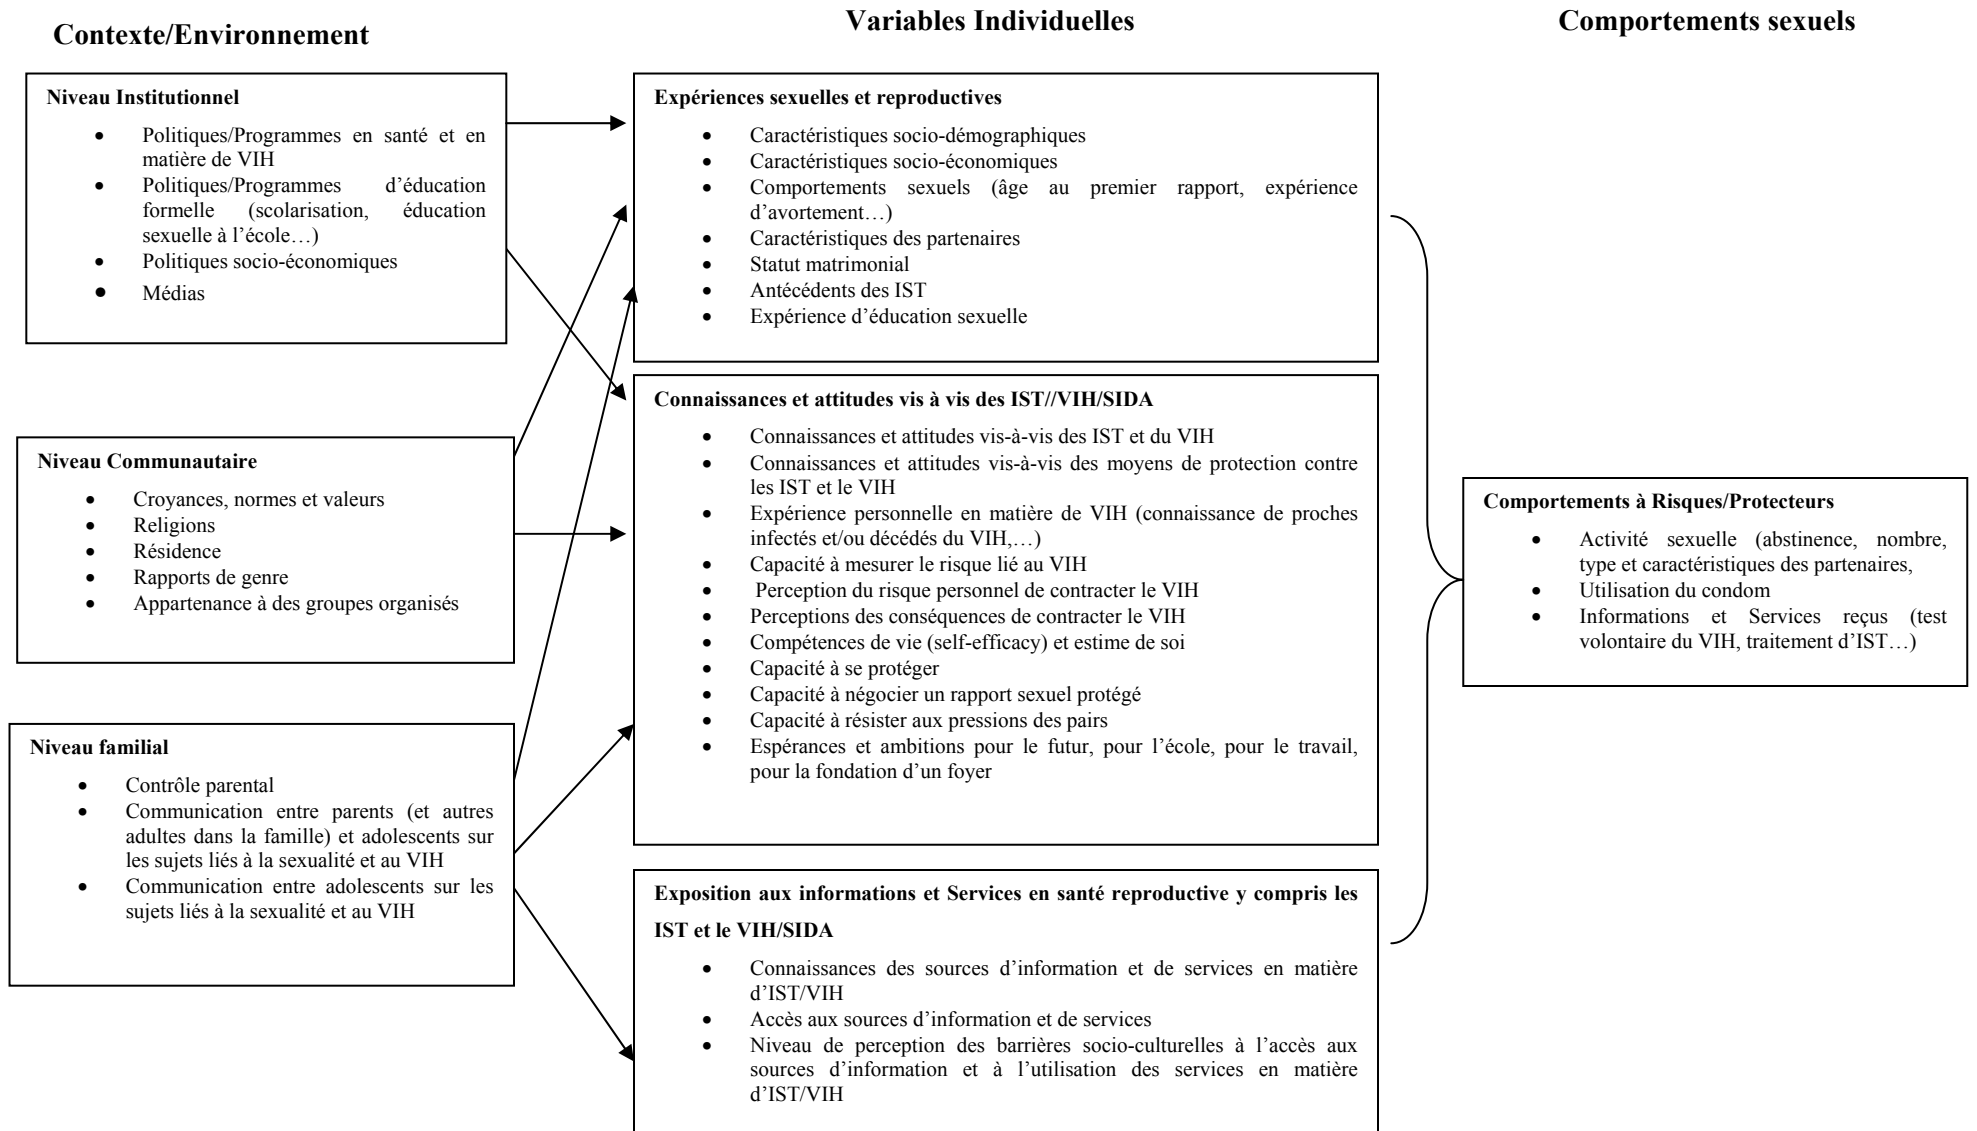 Contexte/Environnement
Variables Individuelles
Comportements sexuels
Niveau Institutionnel
• Politiques/Programmes en santé et en
matière de VIH
• Politiques/Programmes d’éducation
formelle (scolarisation, éducation
sexuelle à l’école…)
• Politiques socio-économiques
• Médias
Niveau Communautaire
• Croyances, normes et valeurs
• Religions
• Résidence
• Rapports de genre
• Appartenance à des groupes organisés
Niveau familial
• Contrôle parental
• Communication entre parents (et autres
adultes dans la famille) et adolescents sur
les sujets liés à la sexualité et au VIH
• Communication entre adolescents sur les
sujets liés à la sexualité et au VIH
Expériences sexuelles et reproductives
• Caractéristiques socio-démographiques
• Caractéristiques socio-économiques
• Comportements sexuels (âge au premier rapport, expérience
d’avortement…)
• Caractéristiques des partenaires
• Statut matrimonial
• Antécédents des IST
• Expérience d’éducation sexuelle
Connaissances et attitudes vis à vis des IST//VIH/SIDA
• Connaissances et attitudes vis-à-vis des IST et du VIH
• Connaissances et attitudes vis-à-vis des moyens de protection contre
les IST et le VIH
• Expérience personnelle en matière de VIH (connaissance de proches
infectés et/ou décédés du VIH,…)
• Capacité à mesurer le risque lié au VIH
• Perception du risque personnel de contracter le VIH
• Perceptions des conséquences de contracter le VIH
• Compétences de vie (self-efficacy) et estime de soi
• Capacité à se protéger
• Capacité à négocier un rapport sexuel protégé
• Capacité à résister aux pressions des pairs
• Espérances et ambitions pour le futur, pour l’école, pour le travail,
pour la fondation d’un foyer
Exposition aux informations et Services en santé reproductive y compris les
IST et le VIH/SIDA
• Connaissances des sources d’information et de services en matière
d’IST/VIH
• Accès aux sources d’information et de services
• Niveau de perception des barrières socio-culturelles à l’accès aux
sources d’information et à l’utilisation des services en matière
d’IST/VIH
Comportements à Risques/Protecteurs
• Activité sexuelle (abstinence, nombre,
type et caractéristiques des partenaires,
• Utilisation du condom
• Informations et Services reçus (test
volontaire du VIH, traitement d’IST…)